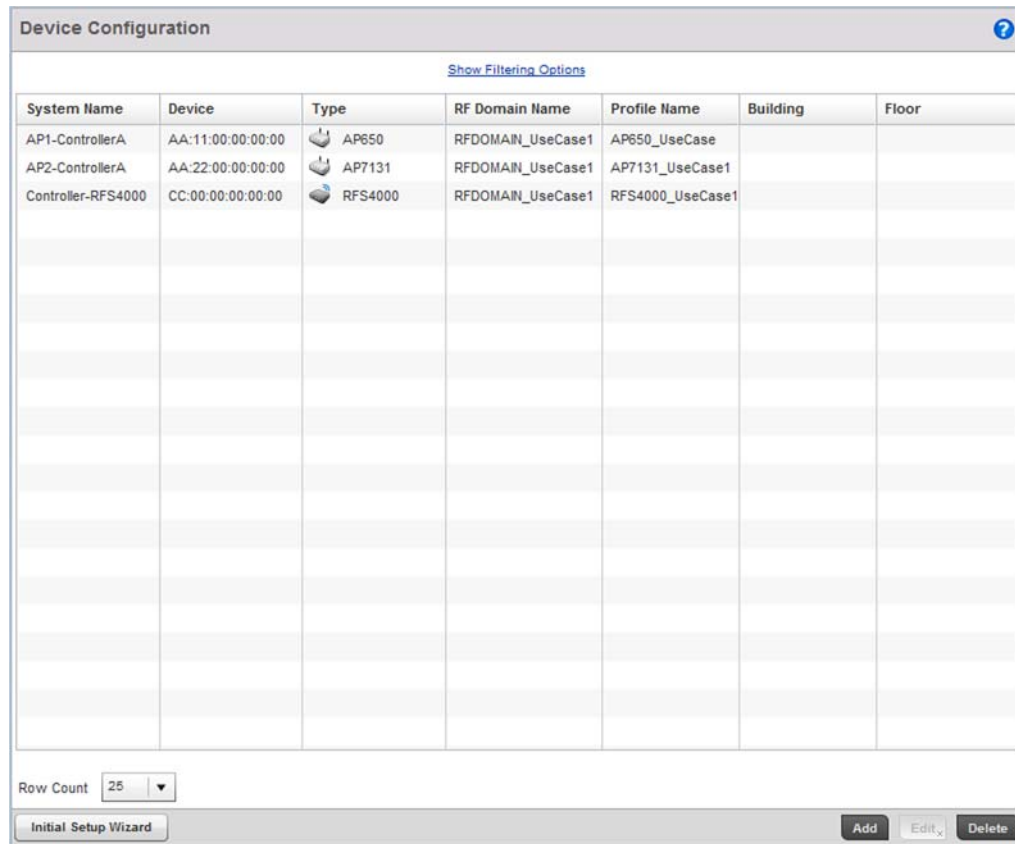 Device Configuration
?
Show Filtering Options
System Name Device Type RF Domain Name Profile Name Building Floor
AP1-ControllerA AA:11:00:00:00:00 AP650 RFDOMAIN_UseCase1 AP650_UseCase
AP2-ControllerA AA:22:00:00:00:00 AP7131 RFDOMAIN_UseCase1 AP7131_UseCase1
Controller-RFS4000 CC:00:00:00:00:00 RFS4000 RFDOMAIN_UseCase1 RFS4000_UseCase1
Row Count 25
Initial Setup Wizard Add Edit Delete